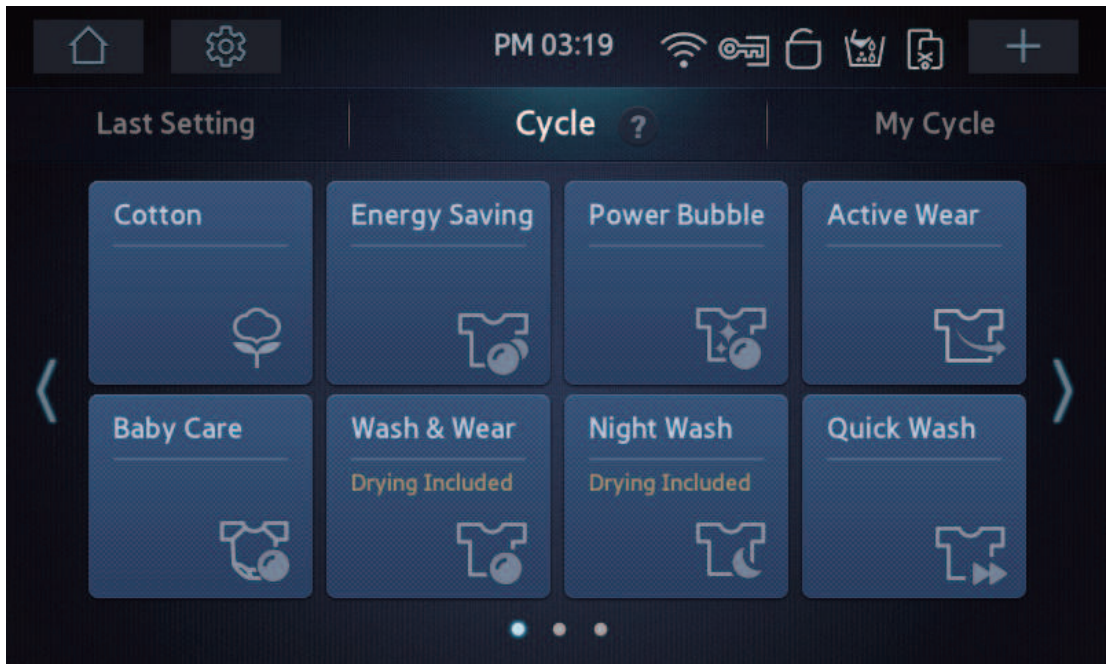 PM 03:19
+
Last Setting
Cycle ?
My Cycle
Cotton
Energy Saving
Power Bubble
Active Wear
Baby Care
Wash & Wear
Drying Included
Night Wash
Drying Included
Quick Wash